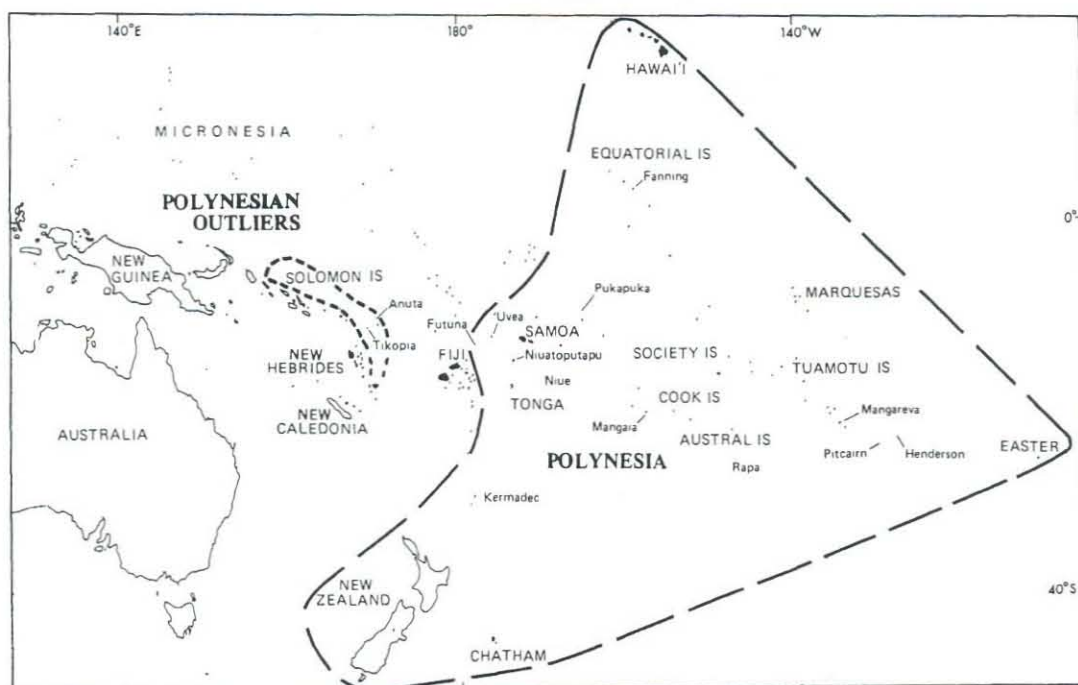 140°E
180°
140°W
HAWAI'I
MICRONESIA
EQUATORIAL IS
Fanning
POLYNESIAN
OUTLIERS
0°
NEW
GUINEA
SOLOMON IS
Anuta
Pukapuka
MARQUESAS
Futuna
Uvea
SAMOA
Tikopia
NEW
HEBRIDES
FIJI
Niuatoputapu
SOCIETY IS
TUAMOTU IS
Niue
TONGA
COOK IS
NEW
CALEDONIA
Mangaia
Mangareva
AUSTRALIA
AUSTRAL IS
Pitcairn
Henderson
EASTER
POLYNESIA
Rapa
Kermadec
NEW
ZEALAND
40°S
CHATHAM